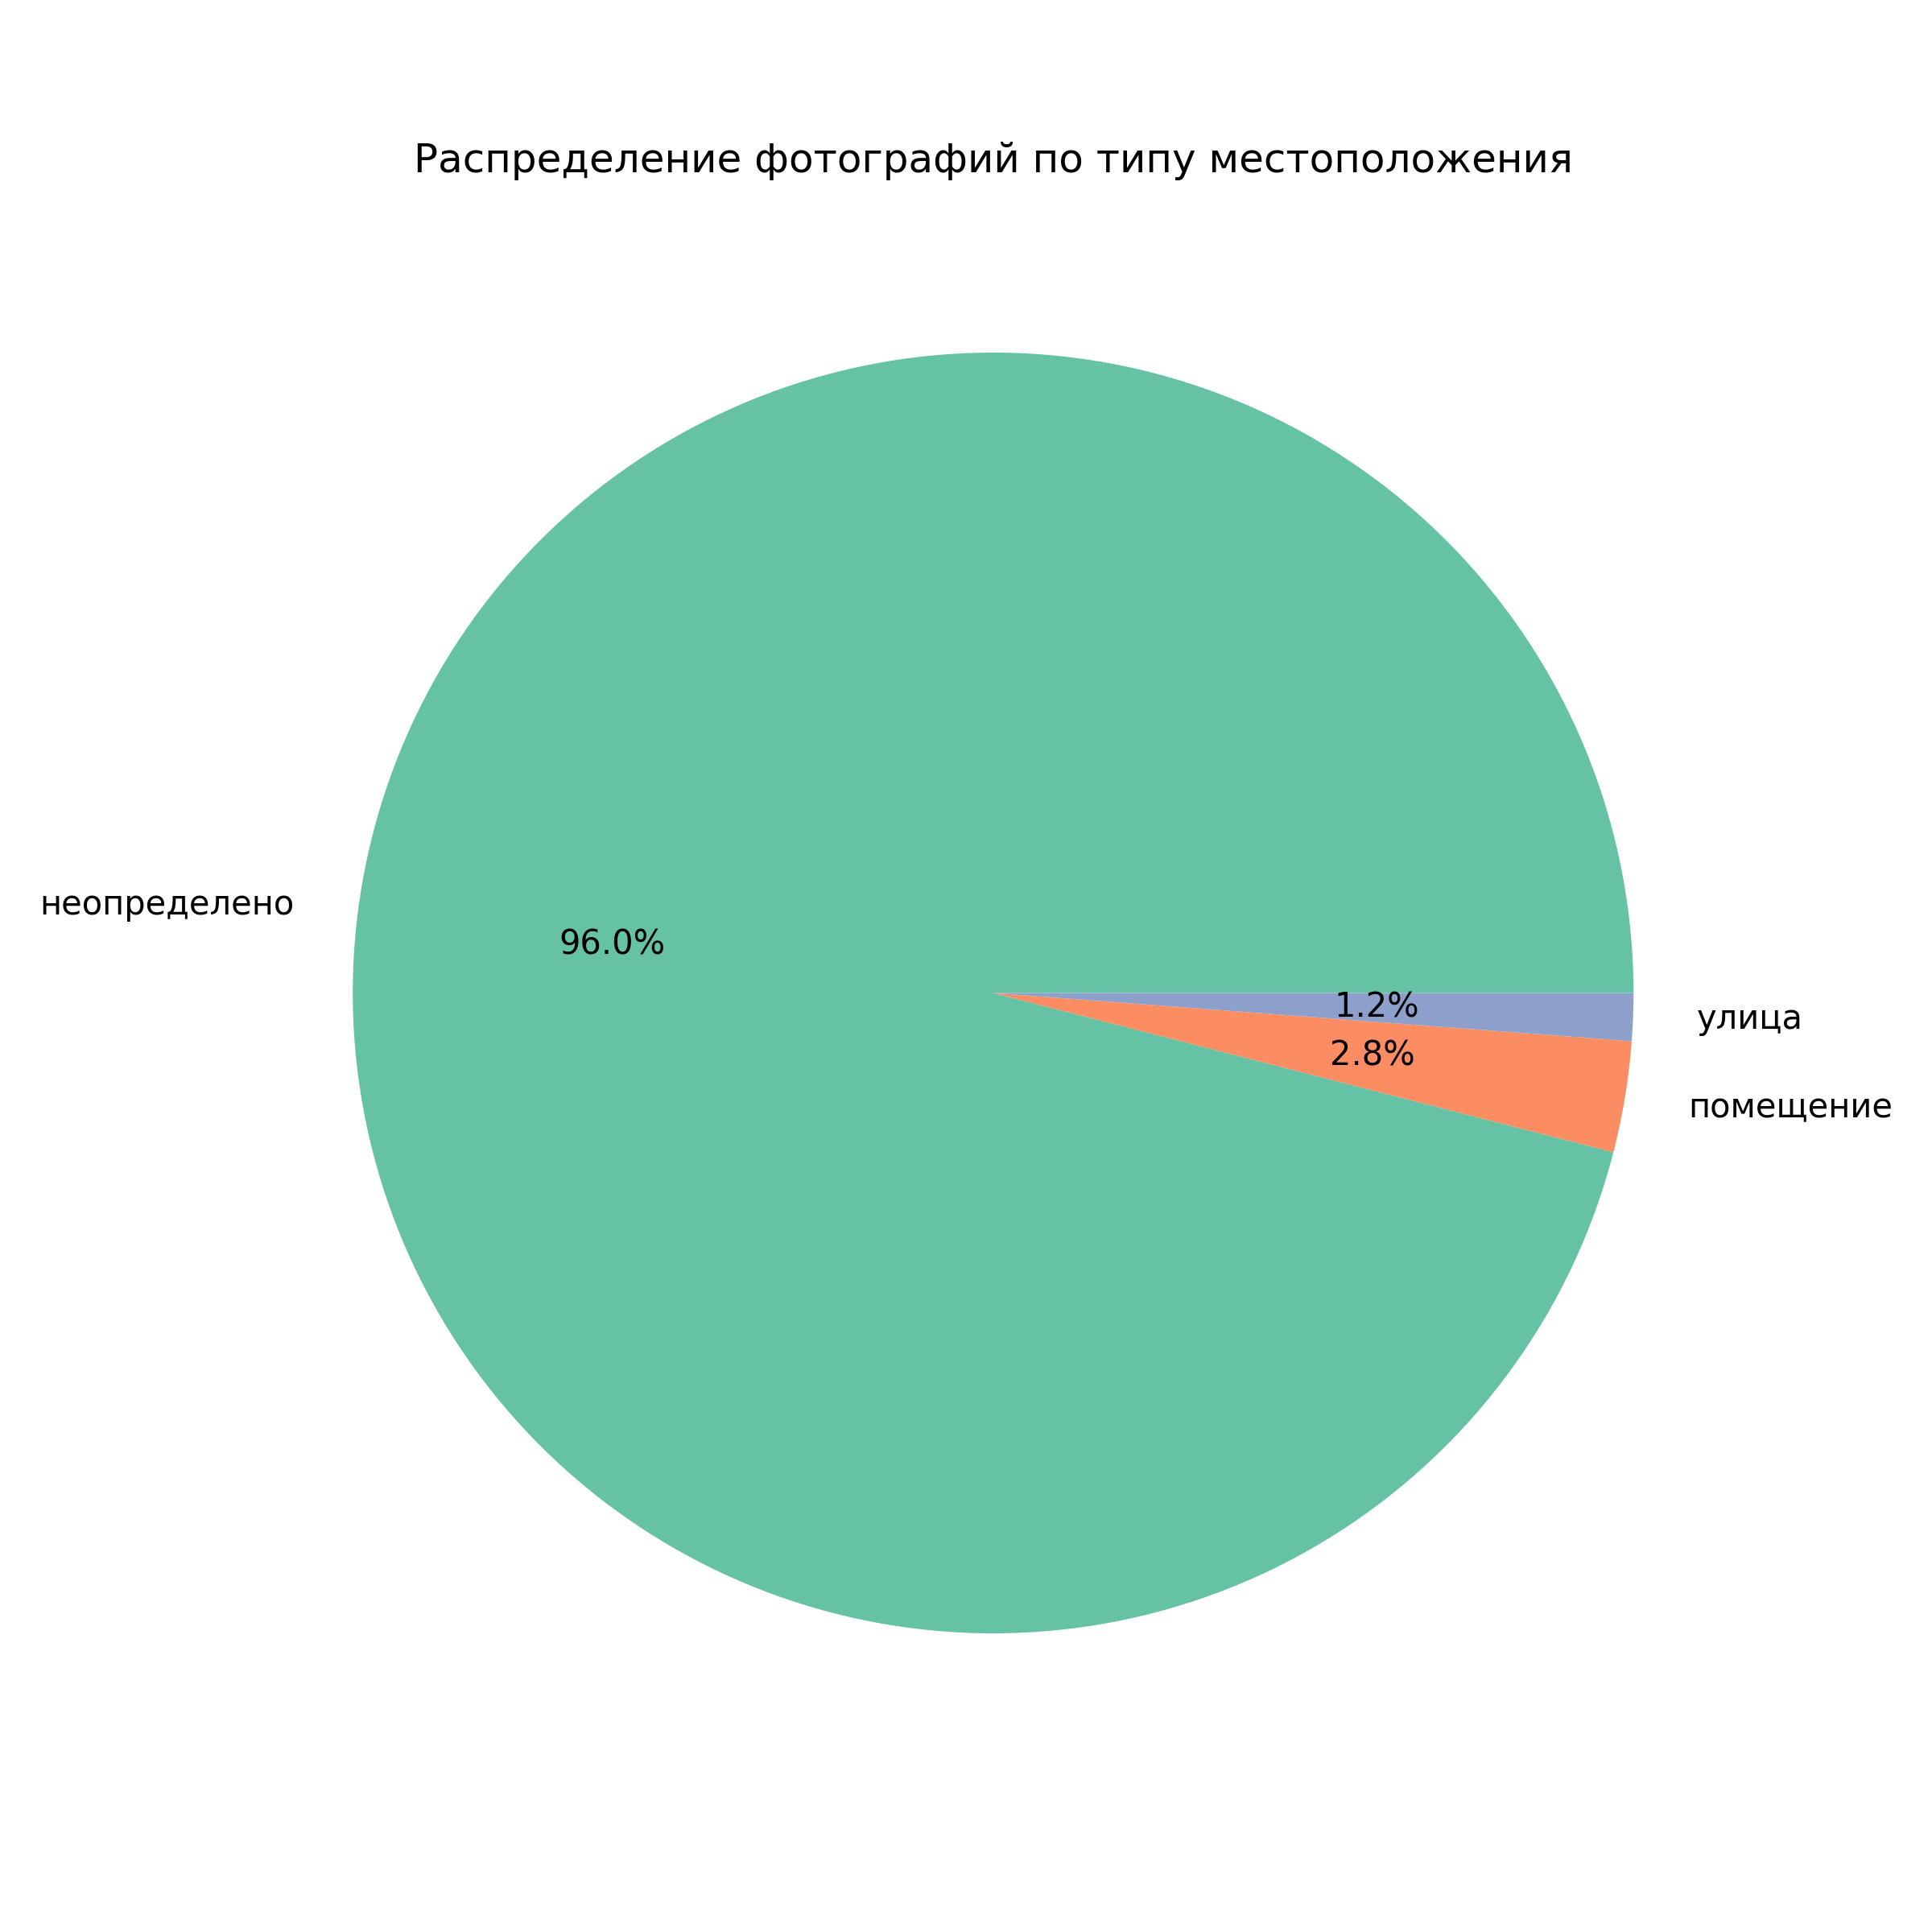 Распределение фотографий по типу местоположения
неопределено
96.0%
1.2%
улица
2.8%
помещение